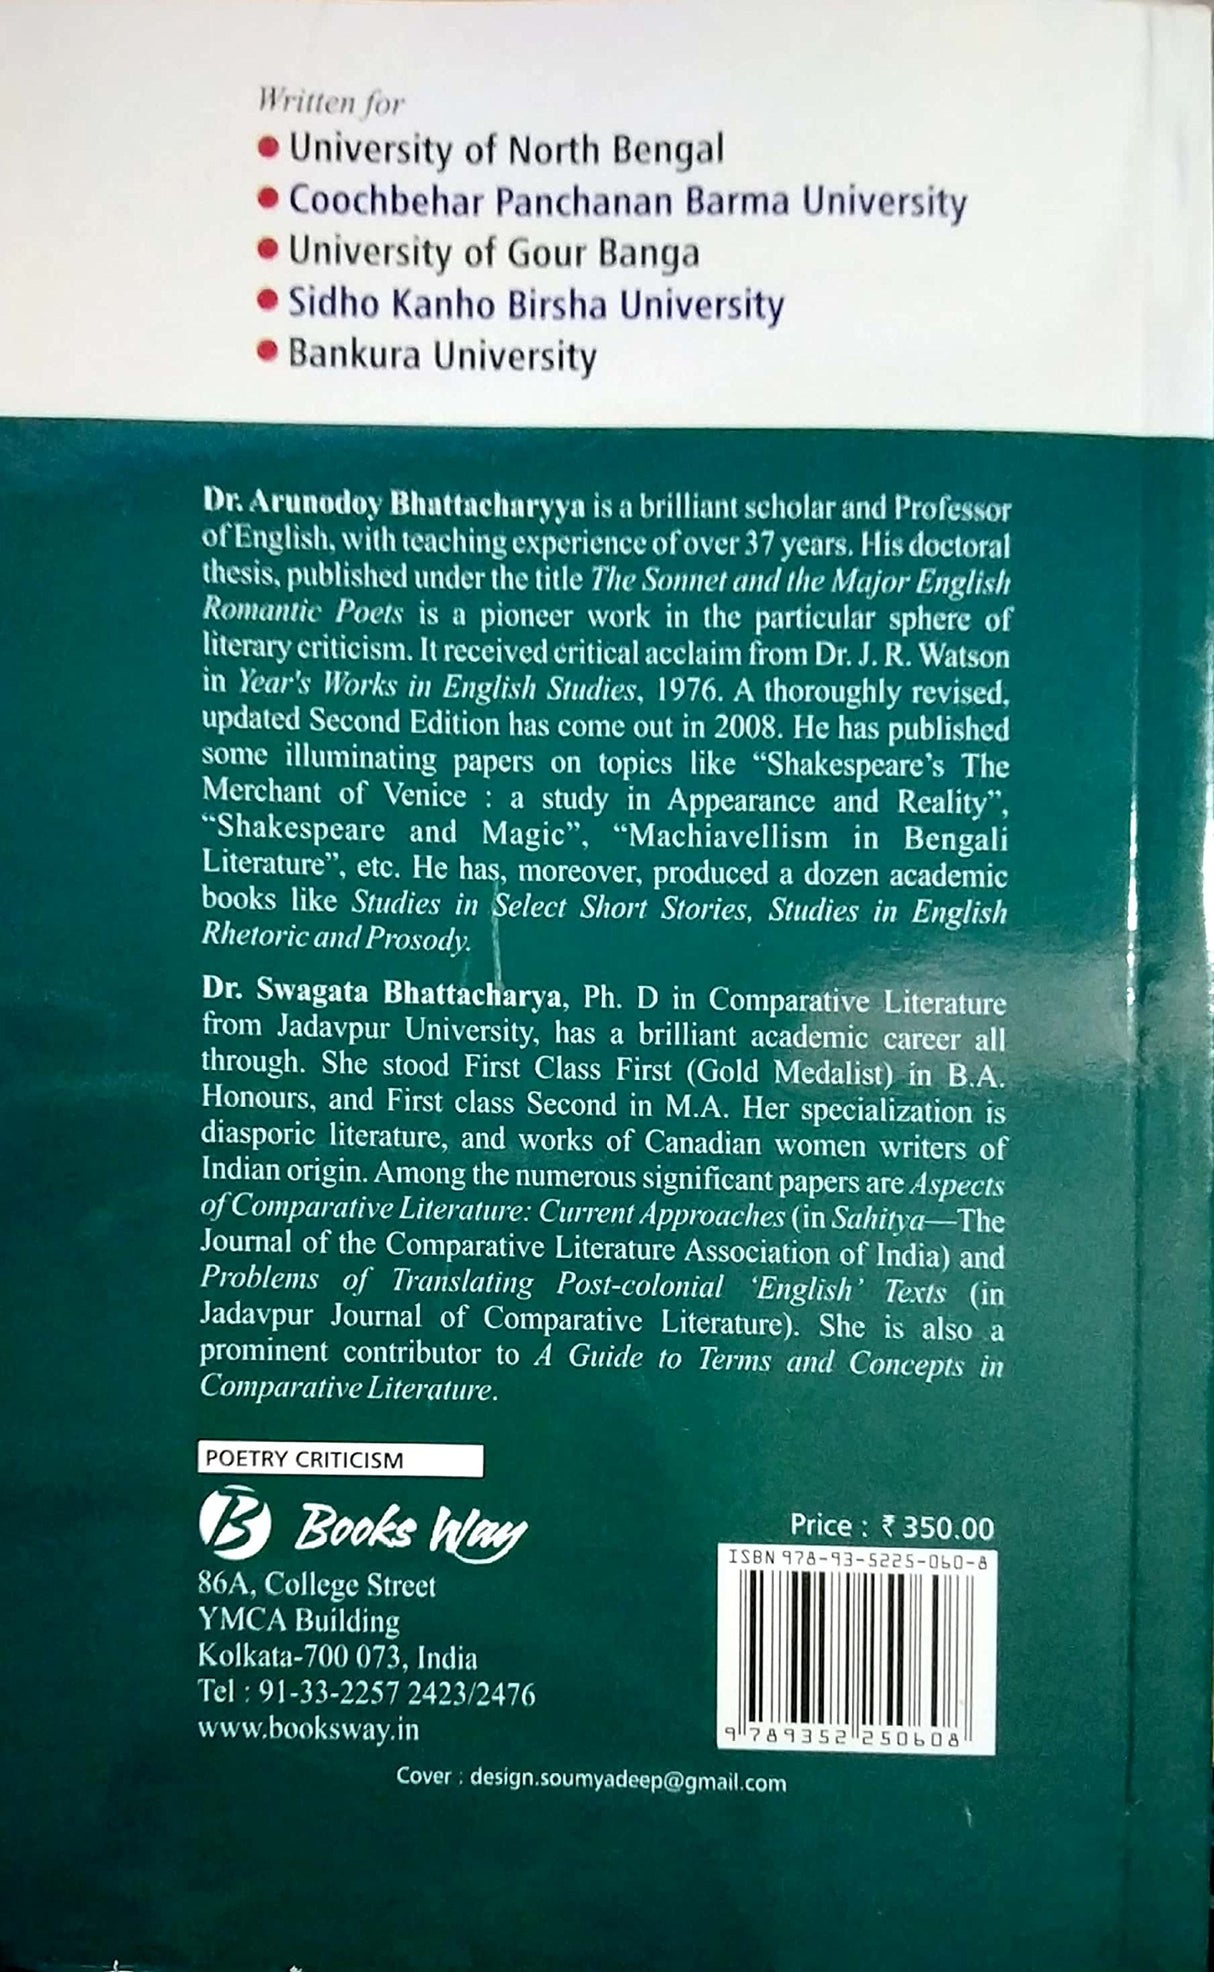 Written for
● University of North Bengal
● Coochbehar Panchanan Barma University
● University of Gour Banga
● Sidho Kanho Birsha University
● Bankura University
Dr. Arunodoy Bhattacharyya is a brilliant scholar and Professor
of English, with teaching experience of over 37 years. His doctoral
thesis, published under the title The Sonnet and the Major English
Romantic Poets is a pioneer work in the particular sphere of
literary criticism. It received critical acclaim from Dr. J. R. Watson
in Year's Works in English Studies, 1976. A thoroughly revised,
updated Second Edition has come out in 2008. He has published
some illuminating papers on topics like “Shakespeare’s The
Merchant of Venice : a study in Appearance and Reality”,
“Shakespeare and Magic”, “Machiavellism in Bengali
Literature”, etc. He has, moreover, produced a dozen academic
books like Studies in Select Short Stories, Studies in English
Rhetoric and Prosody.
Dr. Swagata Bhattacharya, Ph. D in Comparative Literature
from Jadavpur University, has a brilliant academic career all
through. She stood First Class First (Gold Medalist) in B.A.
Honours, and First class Second in M.A. Her specialization is
diasporic literature, and works of Canadian women writers of
Indian origin. Among the numerous significant papers are Aspects
of Comparative Literature: Current Approaches (in Sahitya—The
Journal of the Comparative Literature Association of India) and
Problems of Translating Post-colonial ‘English’ Texts (in
Jadavpur Journal of Comparative Literature). She is also a
prominent contributor to A Guide to Terms and Concepts in
Comparative Literature.
POETRY CRITICISM
B Books Way
86A, College Street
YMCA Building
Kolkata-700 073, India
Tel : 91-33-2257 2423/2476
www.booksway.in
Price : ₹ 350.00
ISBN 978-93-5225-060-8
9 789352 250608
Cover : design.soumyadeep@gmail.com